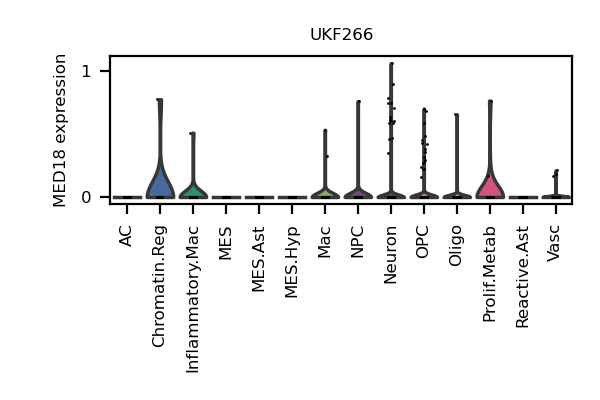 UKF266
MED18 expression
1
0
AC
Chromatin.Reg
Inflammatory.Mac
MES
MES.Ast
MES.Hyp
Mac
NPC
Neuron
OPC
Oligo
Prolif.Metab
Reactive.Ast
Vasc